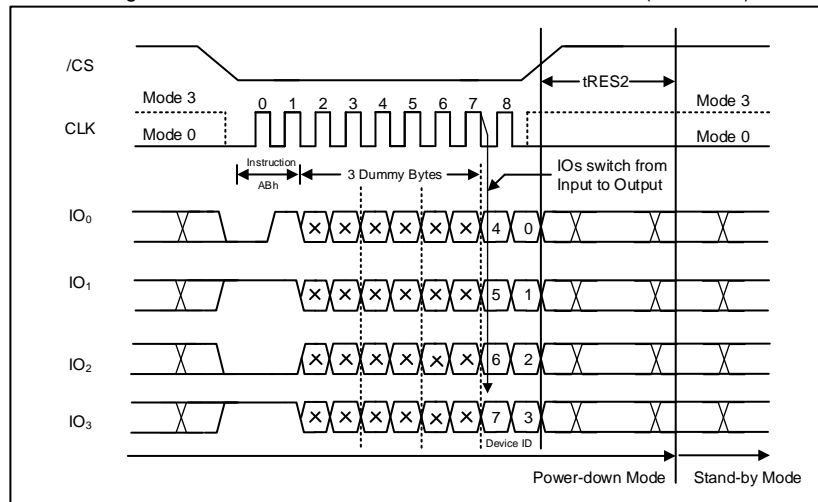 /CS
tRES2
Mode 3
0 1 2 3 4 5 6 7 8
Mode 3
CLK
Mode 0
Mode 0
Instruction
ABh
3 Dummy Bytes
IOs switch from
Input to Output
IO0
4 0
IO1
5 1
IO2
6 2
IO3
7 3
Device ID
Power-down Mode
Stand-by Mode